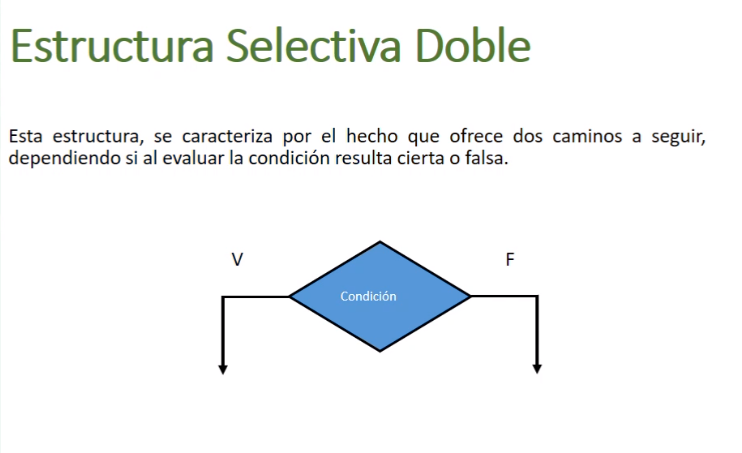 Estructura Selectiva Doble
Esta estructura, se caracteriza por el hecho que ofrece dos caminos a seguir,
dependiendo si al evaluar la condición resulta cierta o falsa.
V
F
Condición